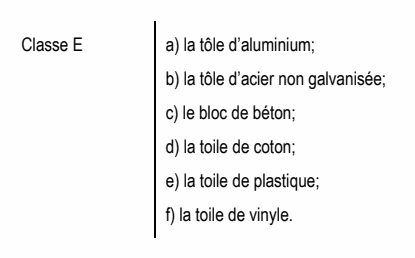 Classe E a) la tôle d’aluminium;
b) la tôle d’acier non galvanisée;
c) le bloc de béton;
d) la toile de coton;
e) la toile de plastique;
f) la toile de vinyle.